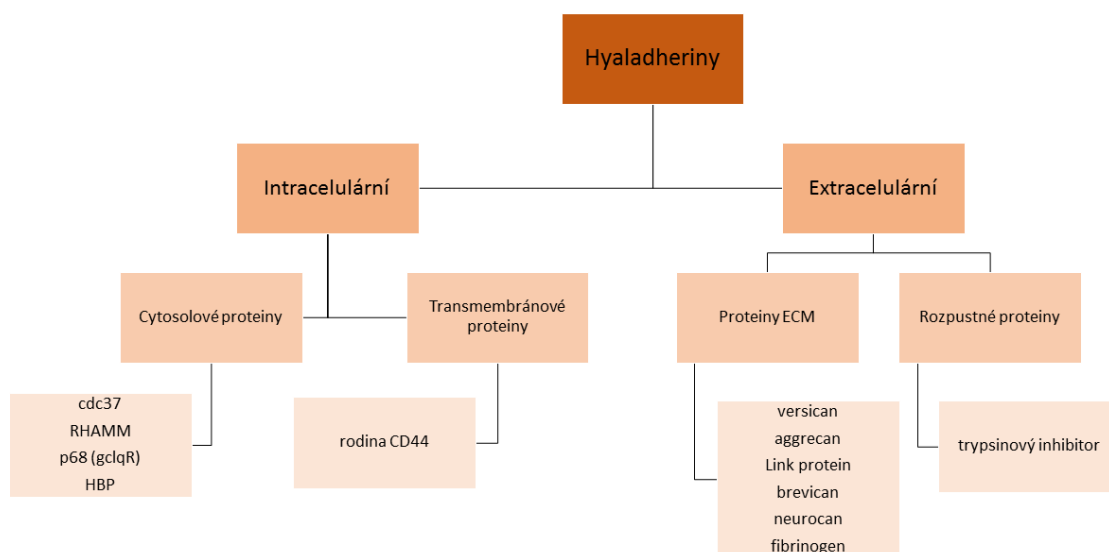 Hyaladheriny
Intracelulární
Extracelulární
Cytosolové proteiny
Transmembránové
proteiny
Proteiny ECM
Rozpustné proteiny
cdc37
RHAMM
p68 (gclqR)
HBP
rodina CD44
versican
aggrecan
Link protein
brevican
neurocan
fibrinogen
trypsinový inhibitor